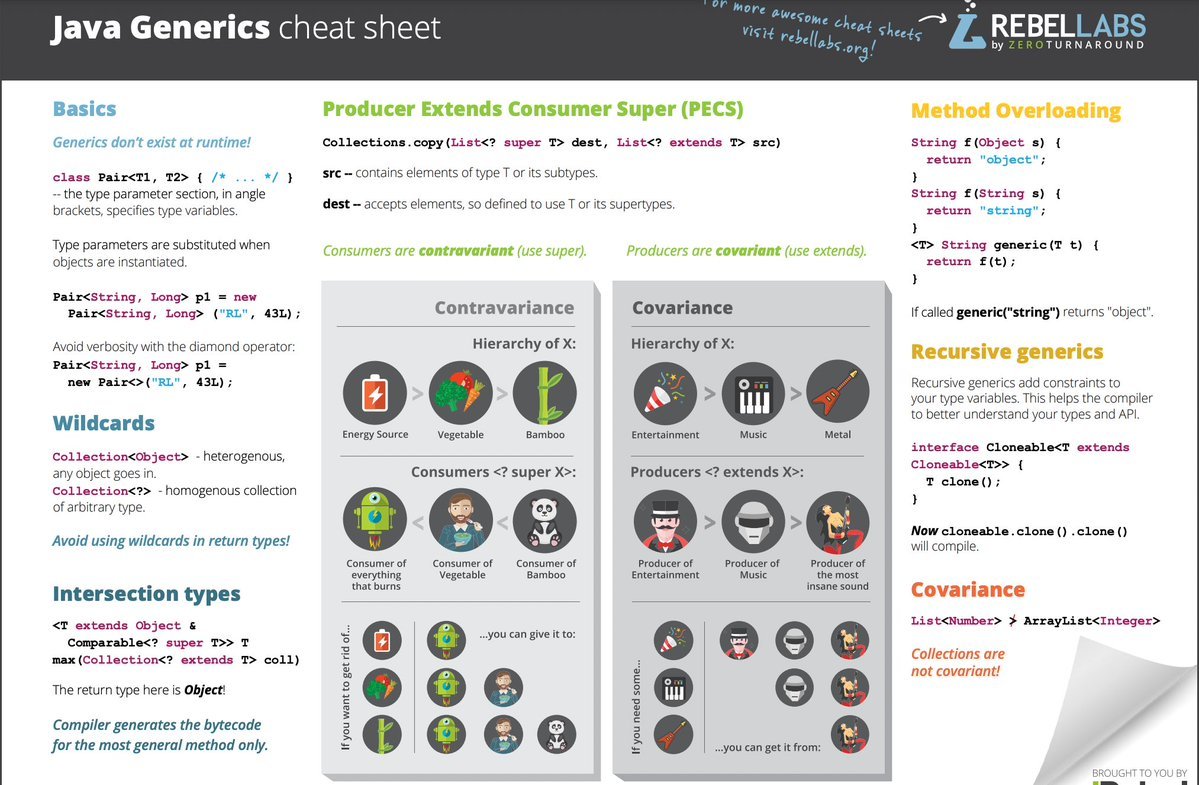 Java Generics cheat sheet
For more awesome cheat sheets
visit rebellabs.org!
REBELLABS
by ZEROTURNAROUND
Basics
Generics don't exist at runtime!
class Pair<T1, T2> { /* ... */ }
-- the type parameter section, in angle
brackets, specifies type variables.
Type parameters are substituted when
objects are instantiated.
Pair<String, Long> p1 = new
Pair<String, Long> ("RL", 43L);
Avoid verbosity with the diamond operator:
Pair<String, Long> p1 =
new Pair<>("RL", 43L);
Wildcards
Collection<Object> - heterogenous,
any object goes in.
Collection<?> - homogenous collection
of arbitrary type.
Avoid using wildcards in return types!
Intersection types
<T extends Object &
Comparable<? super T>> T
max(Collection<? extends T> coll)
The return type here is Object!
Compiler generates the bytecode
for the most general method only.
Producer Extends Consumer Super (PECS)
Collections.copy(List<? super T> dest, List<? extends T> src)
src -- contains elements of type T or its subtypes.
dest -- accepts elements, so defined to use T or its supertypes.
Consumers are contravariant (use super).
Producers are covariant (use extends).
Contravariance
Hierarchy of X:
> >
Energy Source Vegetable Bamboo
Consumers <? super X>:
< <
Consumer of
everything
that burns
Consumer of
Vegetable
Consumer of
Bamboo
If you want to get rid of...
...you can give it to:
Covariance
Hierarchy of X:
> >
Entertainment Music Metal
Producers <? extends X>:
> >
Producer of
Entertainment
Producer of
Music
Producer of
the most
insane sound
If you need some...
...you can get it from:
Method Overloading
String f(Object s) {
return "object";
}
String f(String s) {
return "string";
}
<T> String generic(T t) {
return f(t);
}
If called generic("string") returns "object".
Recursive generics
Recursive generics add constraints to
your type variables. This helps the compiler
to better understand your types and API.
interface Cloneable<T extends
Cloneable<T>> {
T clone();
}
Now cloneable.clone().clone()
will compile.
Covariance
List<Number> ≯ ArrayList<Integer>
Collections are
not covariant!
BROUGHT TO YOU BY